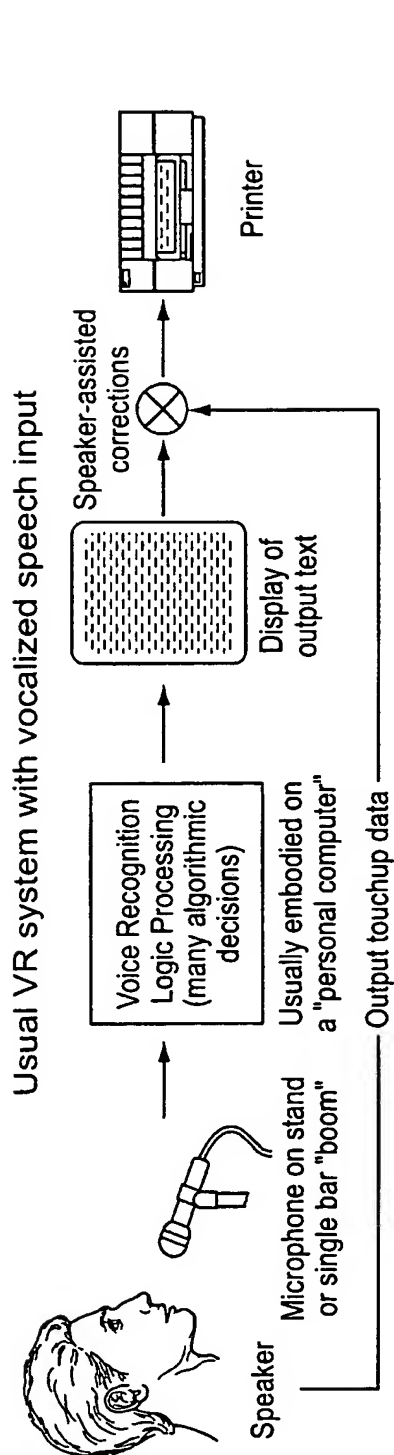 Usual VR system with vocalized speech input
Speaker
Microphone on stand
or single bar "boom"
Voice Recognition
Logic Processing
(many algorithmic
decisions)
Usually embodied on
a "personal computer"
Display of
output text
Speaker-assisted
corrections
Printer
Output touchup data